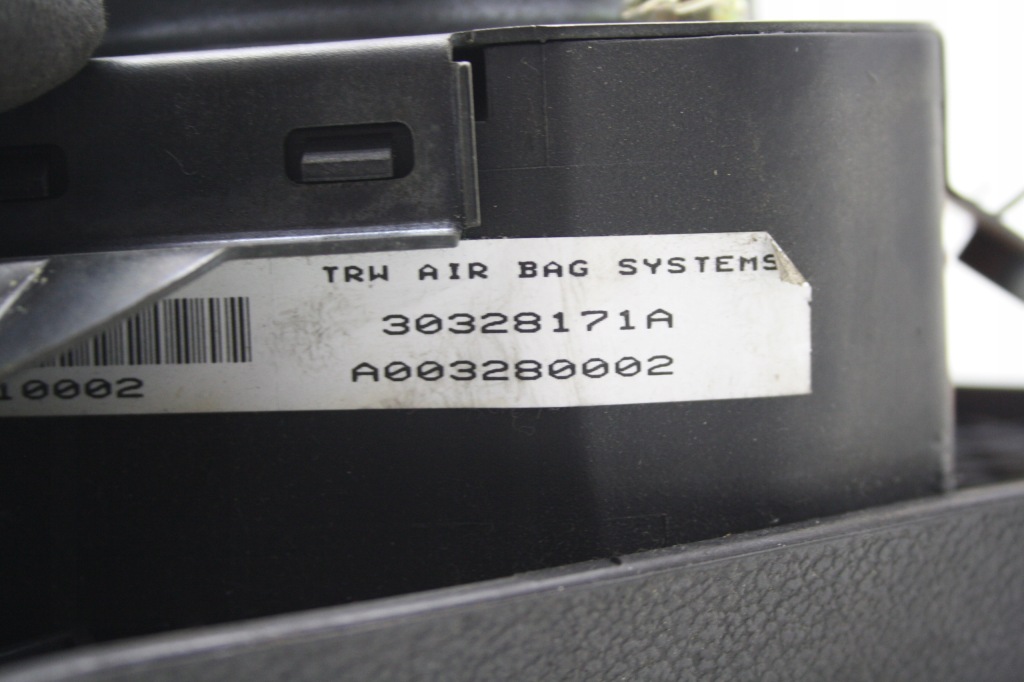 TRW AIR BAG SYSTEMS
30328171A
A003280002
10002